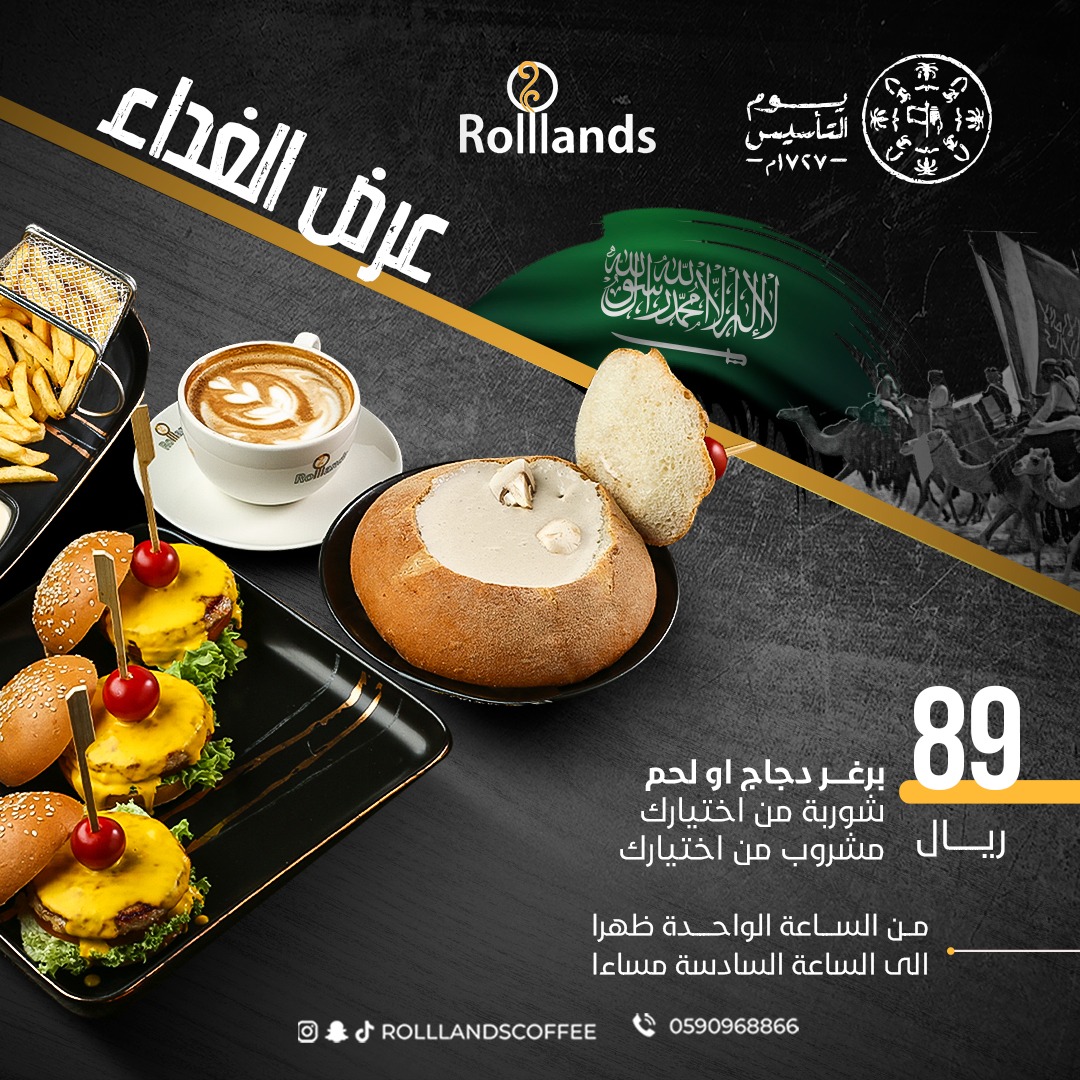 يوم
التأسيس
١٧٢٧م
Rolllands
عرض الغداء
لا إله إلا الله محمد رسول الله
Rolllands
89
ريال
برغر دجاج او لحم
شوربة من اختيارك
مشروب من اختيارك
من الساعة الواحدة ظهرا
الى الساعة السادسة مساءا
ROLLLANDSCOFFEE
0590968866